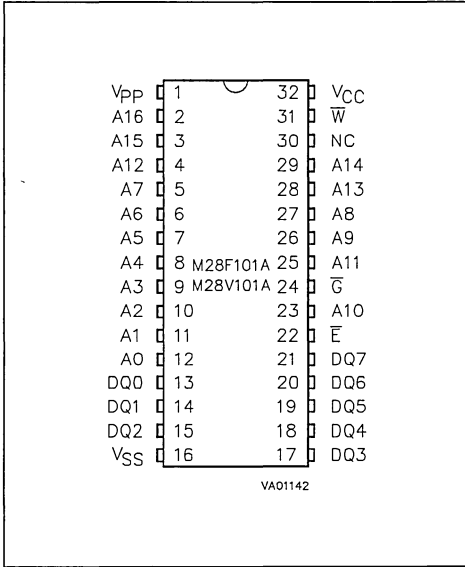 VPP 1 32 VCC
A16 2 31 W̅
A15 3 30 NC
A12 4 29 A14
A7 5 28 A13
A6 6 27 A8
A5 7 26 A9
A4 8 M28F101A 25 A11
A3 9 M28V101A 24 G̅
A2 10 23 A10
A1 11 22 E̅
A0 12 21 DQ7
DQ0 13 20 DQ6
DQ1 14 19 DQ5
DQ2 15 18 DQ4
VSS 16 17 DQ3
VA01142